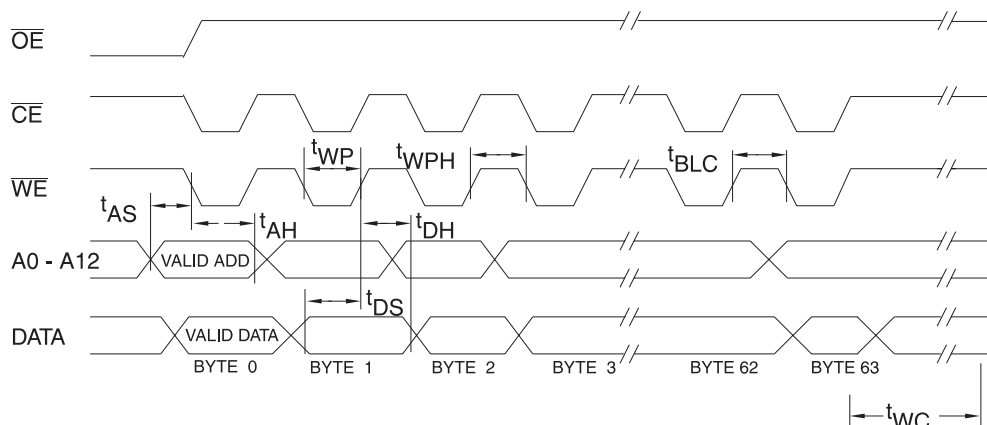 OE
CE
tWP
tWPH
tBLC
WE
tAS
tAH
tDH
A0 - A12
VALID ADD
tDS
DATA
VALID DATA
BYTE 0
BYTE 1
BYTE 2
BYTE 3
BYTE 62
BYTE 63
tWC